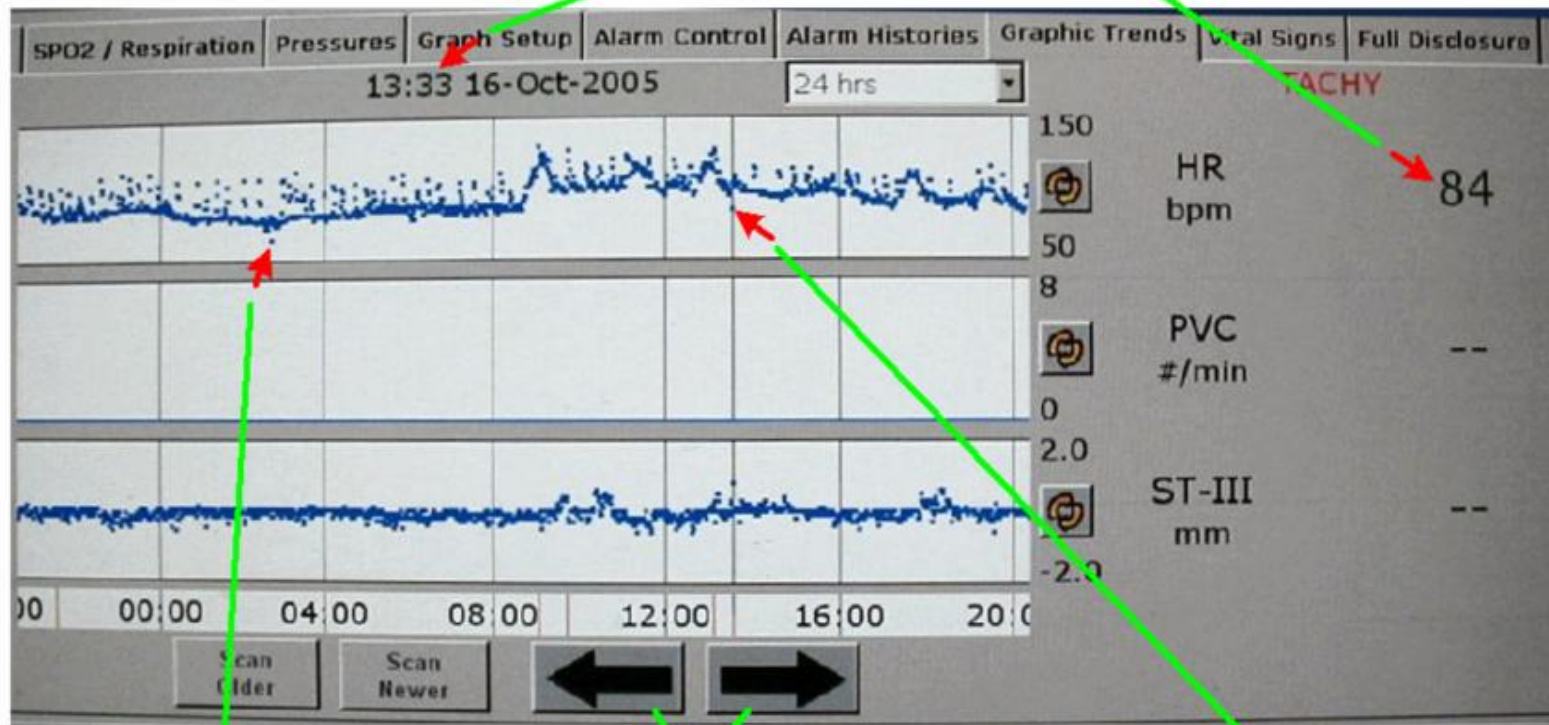 SPO2 / Respiration Pressures Graph Setup Alarm Control Alarm Histories Graphic Trends Vital Signs Full Disclosure
13:33 16-Oct-2005 24 hrs TACHY
150
HR
bpm
84
50
8
PVC
#/min
--
0
2.0
ST-III
mm
--
-2.0
00 00:00 04:00 08:00 12:00 16:00 20:0
Scan Older
Scan Newer